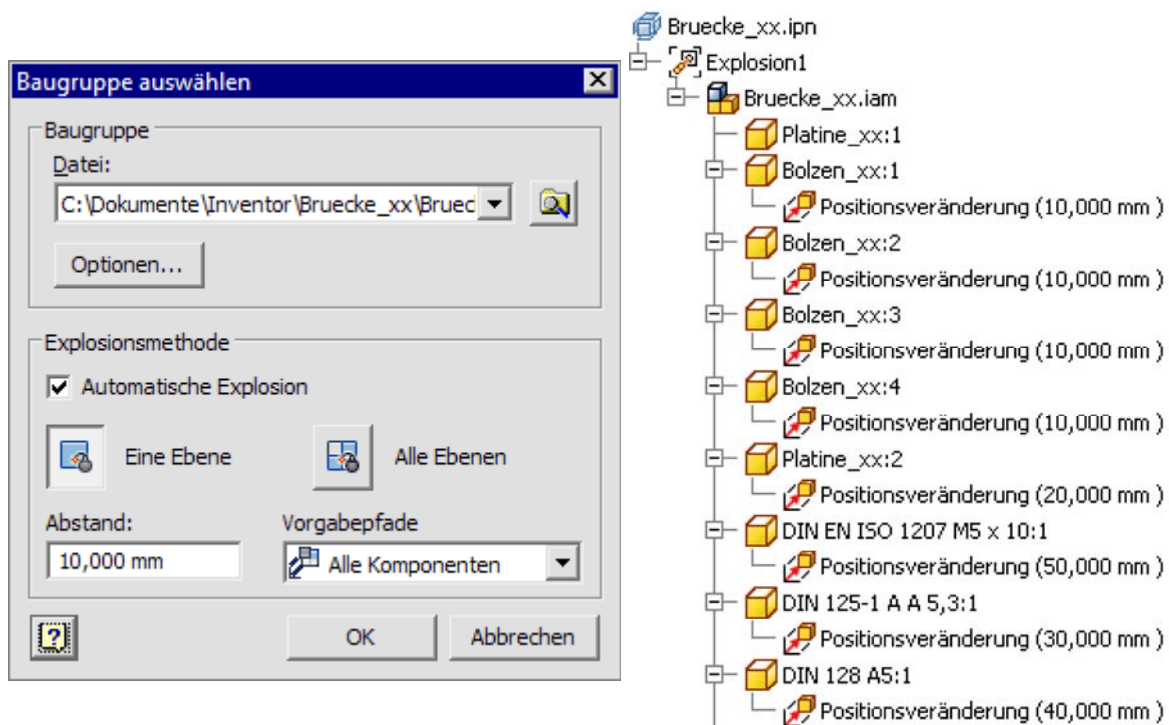 Baugruppe auswählen
Baugruppe
Datei:
C:\Dokumente\Inventor\Bruecke_xx\Brued
Optionen...
Explosionsmethode
Automatische Explosion
Eine Ebene
Alle Ebenen
Abstand:
Vorgabepfade
10,000 mm
Alle Komponenten
OK
Abbrechen
Bruecke_xx.ipn
Explosion1
Bruecke_xx.iam
Platine_xx:1
Bolzen_xx:1
Positionsveränderung (10,000 mm )
Bolzen_xx:2
Positionsveränderung (10,000 mm )
Bolzen_xx:3
Positionsveränderung (10,000 mm )
Bolzen_xx:4
Positionsveränderung (10,000 mm )
Platine_xx:2
Positionsveränderung (20,000 mm )
DIN EN ISO 1207 M5 x 10:1
Positionsveränderung (50,000 mm )
DIN 125-1 A A 5,3:1
Positionsveränderung (30,000 mm )
DIN 128 A5:1
Positionsveränderung (40,000 mm )